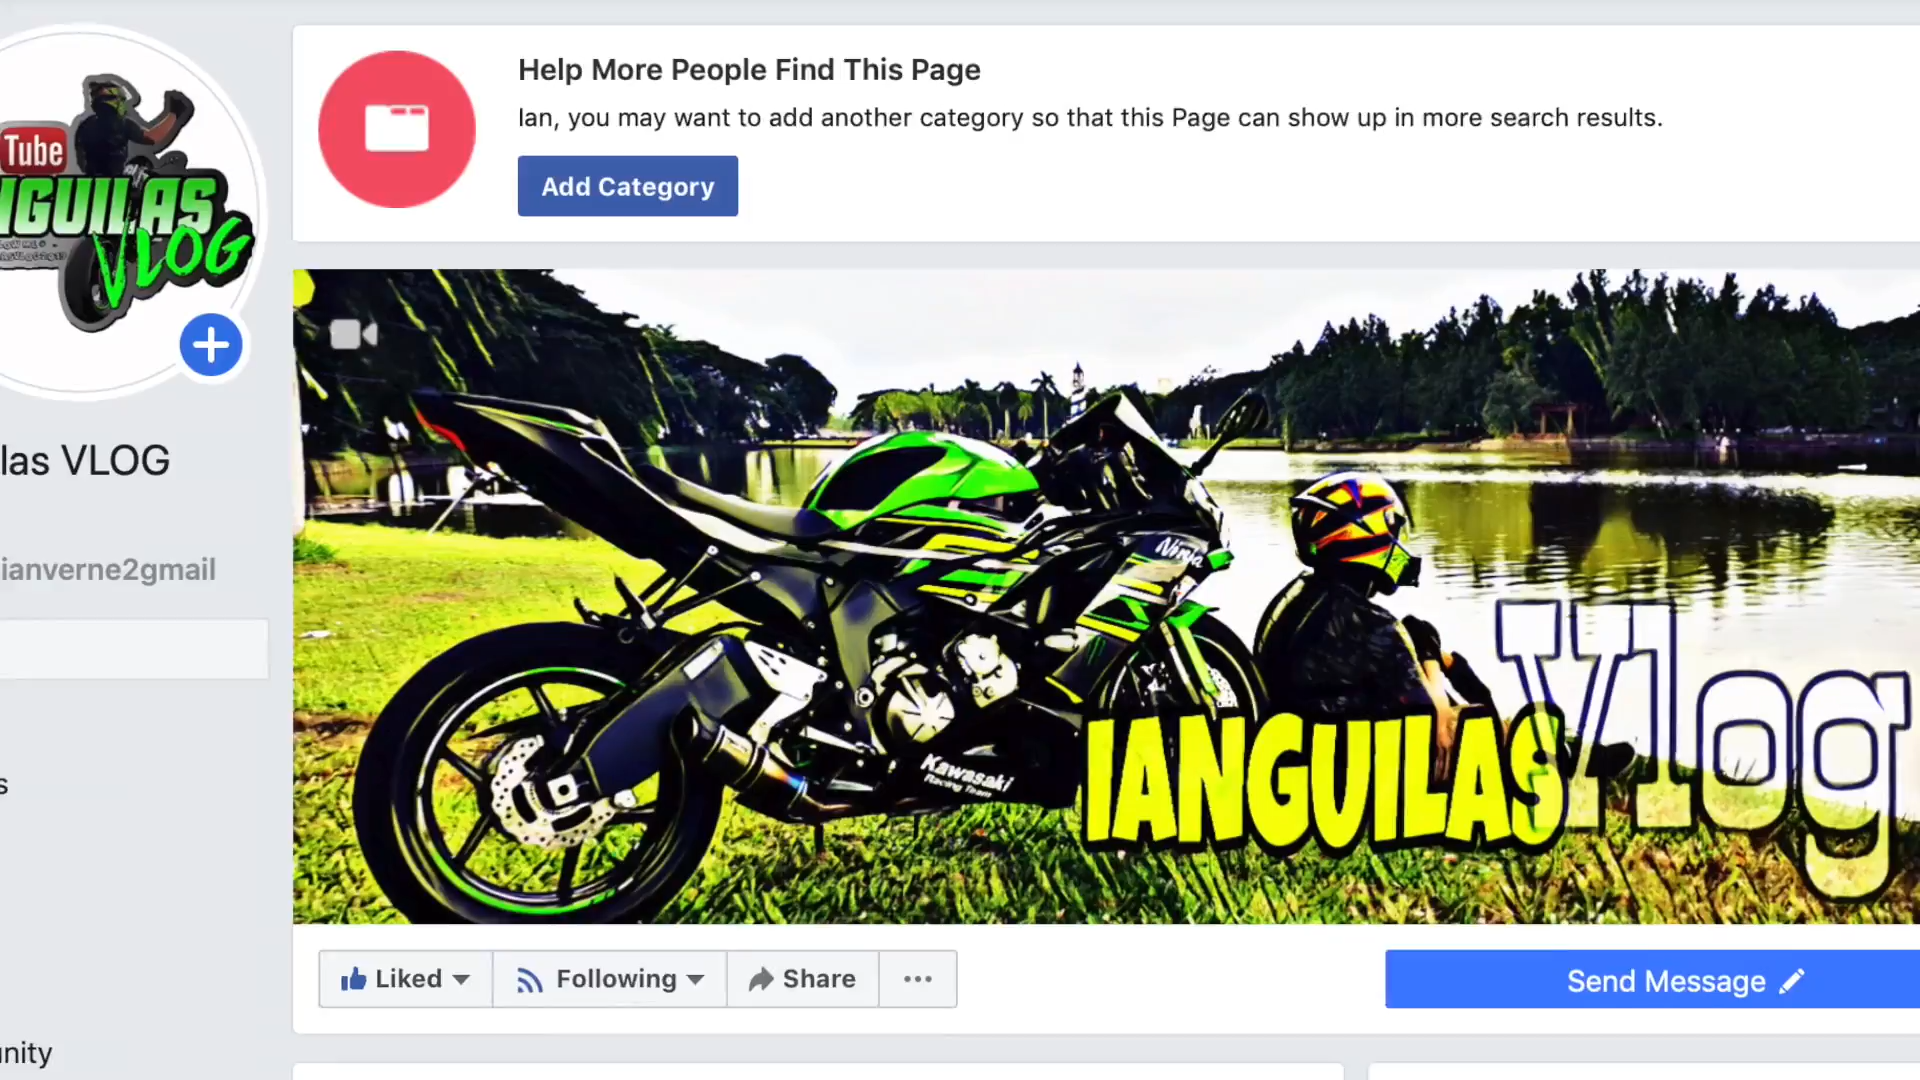 Help More People Find This Page
Ian, you may want to add another category so that this Page can show up in more search results.
Add Category
Tube
NGUILAS
VLOG
las VLOG
ianverne2gmail
s
unity
Ninja
Kawasaki
Racing Team
IANGUILAS
Vlog
Liked
Following
Share
Send Message